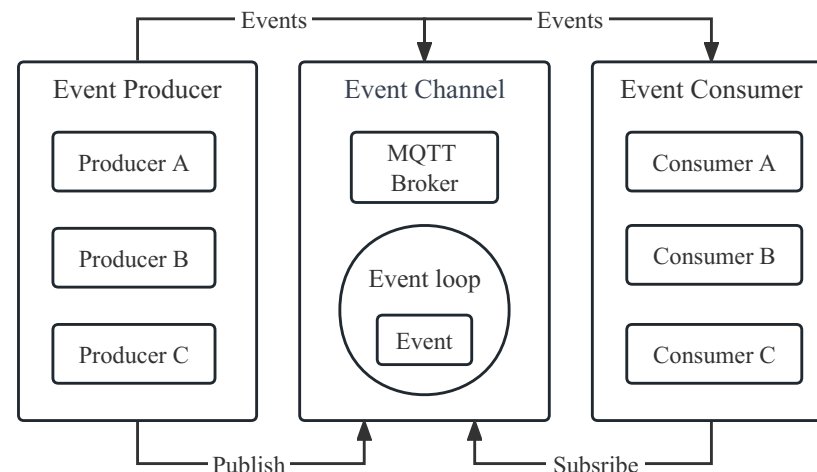 Events
Events
Event Producer
Producer A
Producer B
Producer C
Event Channel
MQTT
Broker
Event loop
Event
Event Consumer
Consumer A
Consumer B
Consumer C
Publish
Subsribe